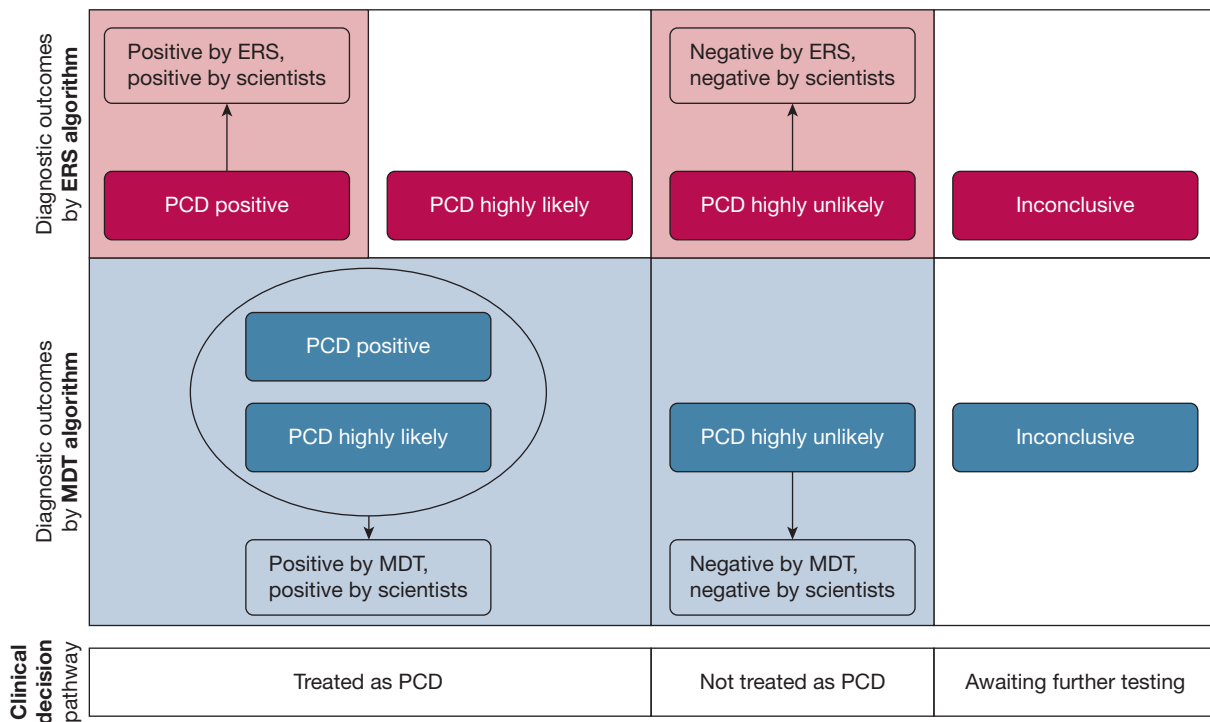 Diagnostic outcomes
by ERS algorithm
Positive by ERS,
positive by scientists
Negative by ERS,
negative by scientists
PCD positive
PCD highly likely
PCD highly unlikely
Inconclusive
Diagnostic outcomes
by MDT algorithm
PCD positive
PCD highly likely
PCD highly unlikely
Inconclusive
Positive by MDT,
positive by scientists
Negative by MDT,
negative by scientists
Clinical
decision
pathway
Treated as PCD
Not treated as PCD
Awaiting further testing